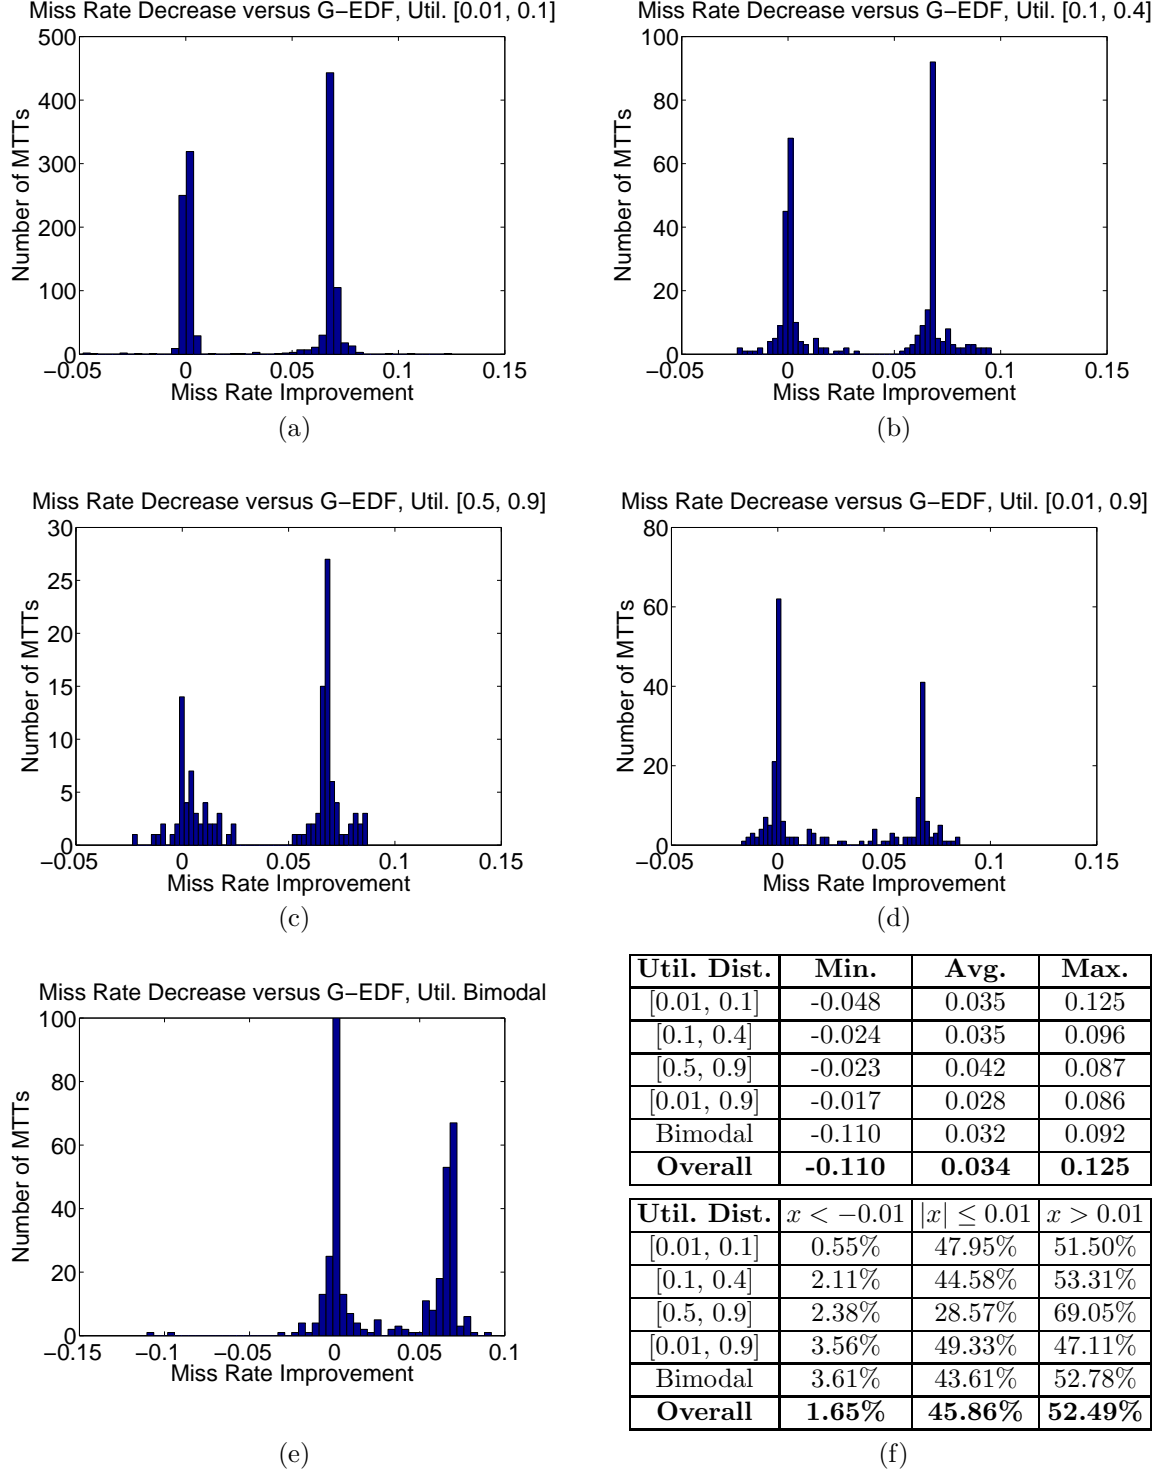 Miss Rate Decrease versus G−EDF, Util. [0.01, 0.1]
500
400
300
200
100
0
Number of MTTs
−0.05 0 0.05 0.1 0.15
Miss Rate Improvement
(a)
Miss Rate Decrease versus G−EDF, Util. [0.1, 0.4]
100
80
60
40
20
0
Number of MTTs
−0.05 0 0.05 0.1 0.15
Miss Rate Improvement
(b)
Miss Rate Decrease versus G−EDF, Util. [0.5, 0.9]
30
25
20
15
10
5
0
Number of MTTs
−0.05 0 0.05 0.1 0.15
Miss Rate Improvement
(c)
Miss Rate Decrease versus G−EDF, Util. [0.01, 0.9]
80
60
40
20
0
Number of MTTs
−0.05 0 0.05 0.1 0.15
Miss Rate Improvement
(d)
Miss Rate Decrease versus G−EDF, Util. Bimodal
100
80
60
40
20
0
Number of MTTs
−0.15 −0.1 −0.05 0 0.05 0.1
Miss Rate Improvement
(e)
Util. Dist. Min. Avg. Max.
[0.01, 0.1] -0.048 0.035 0.125
[0.1, 0.4] -0.024 0.035 0.096
[0.5, 0.9] -0.023 0.042 0.087
[0.01, 0.9] -0.017 0.028 0.086
Bimodal -0.110 0.032 0.092
Overall -0.110 0.034 0.125
Util. Dist. x < −0.01 |x| ≤ 0.01 x > 0.01
[0.01, 0.1] 0.55% 47.95% 51.50%
[0.1, 0.4] 2.11% 44.58% 53.31%
[0.5, 0.9] 2.38% 28.57% 69.05%
[0.01, 0.9] 3.56% 49.33% 47.11%
Bimodal 3.61% 43.61% 52.78%
Overall 1.65% 45.86% 52.49%
(f)